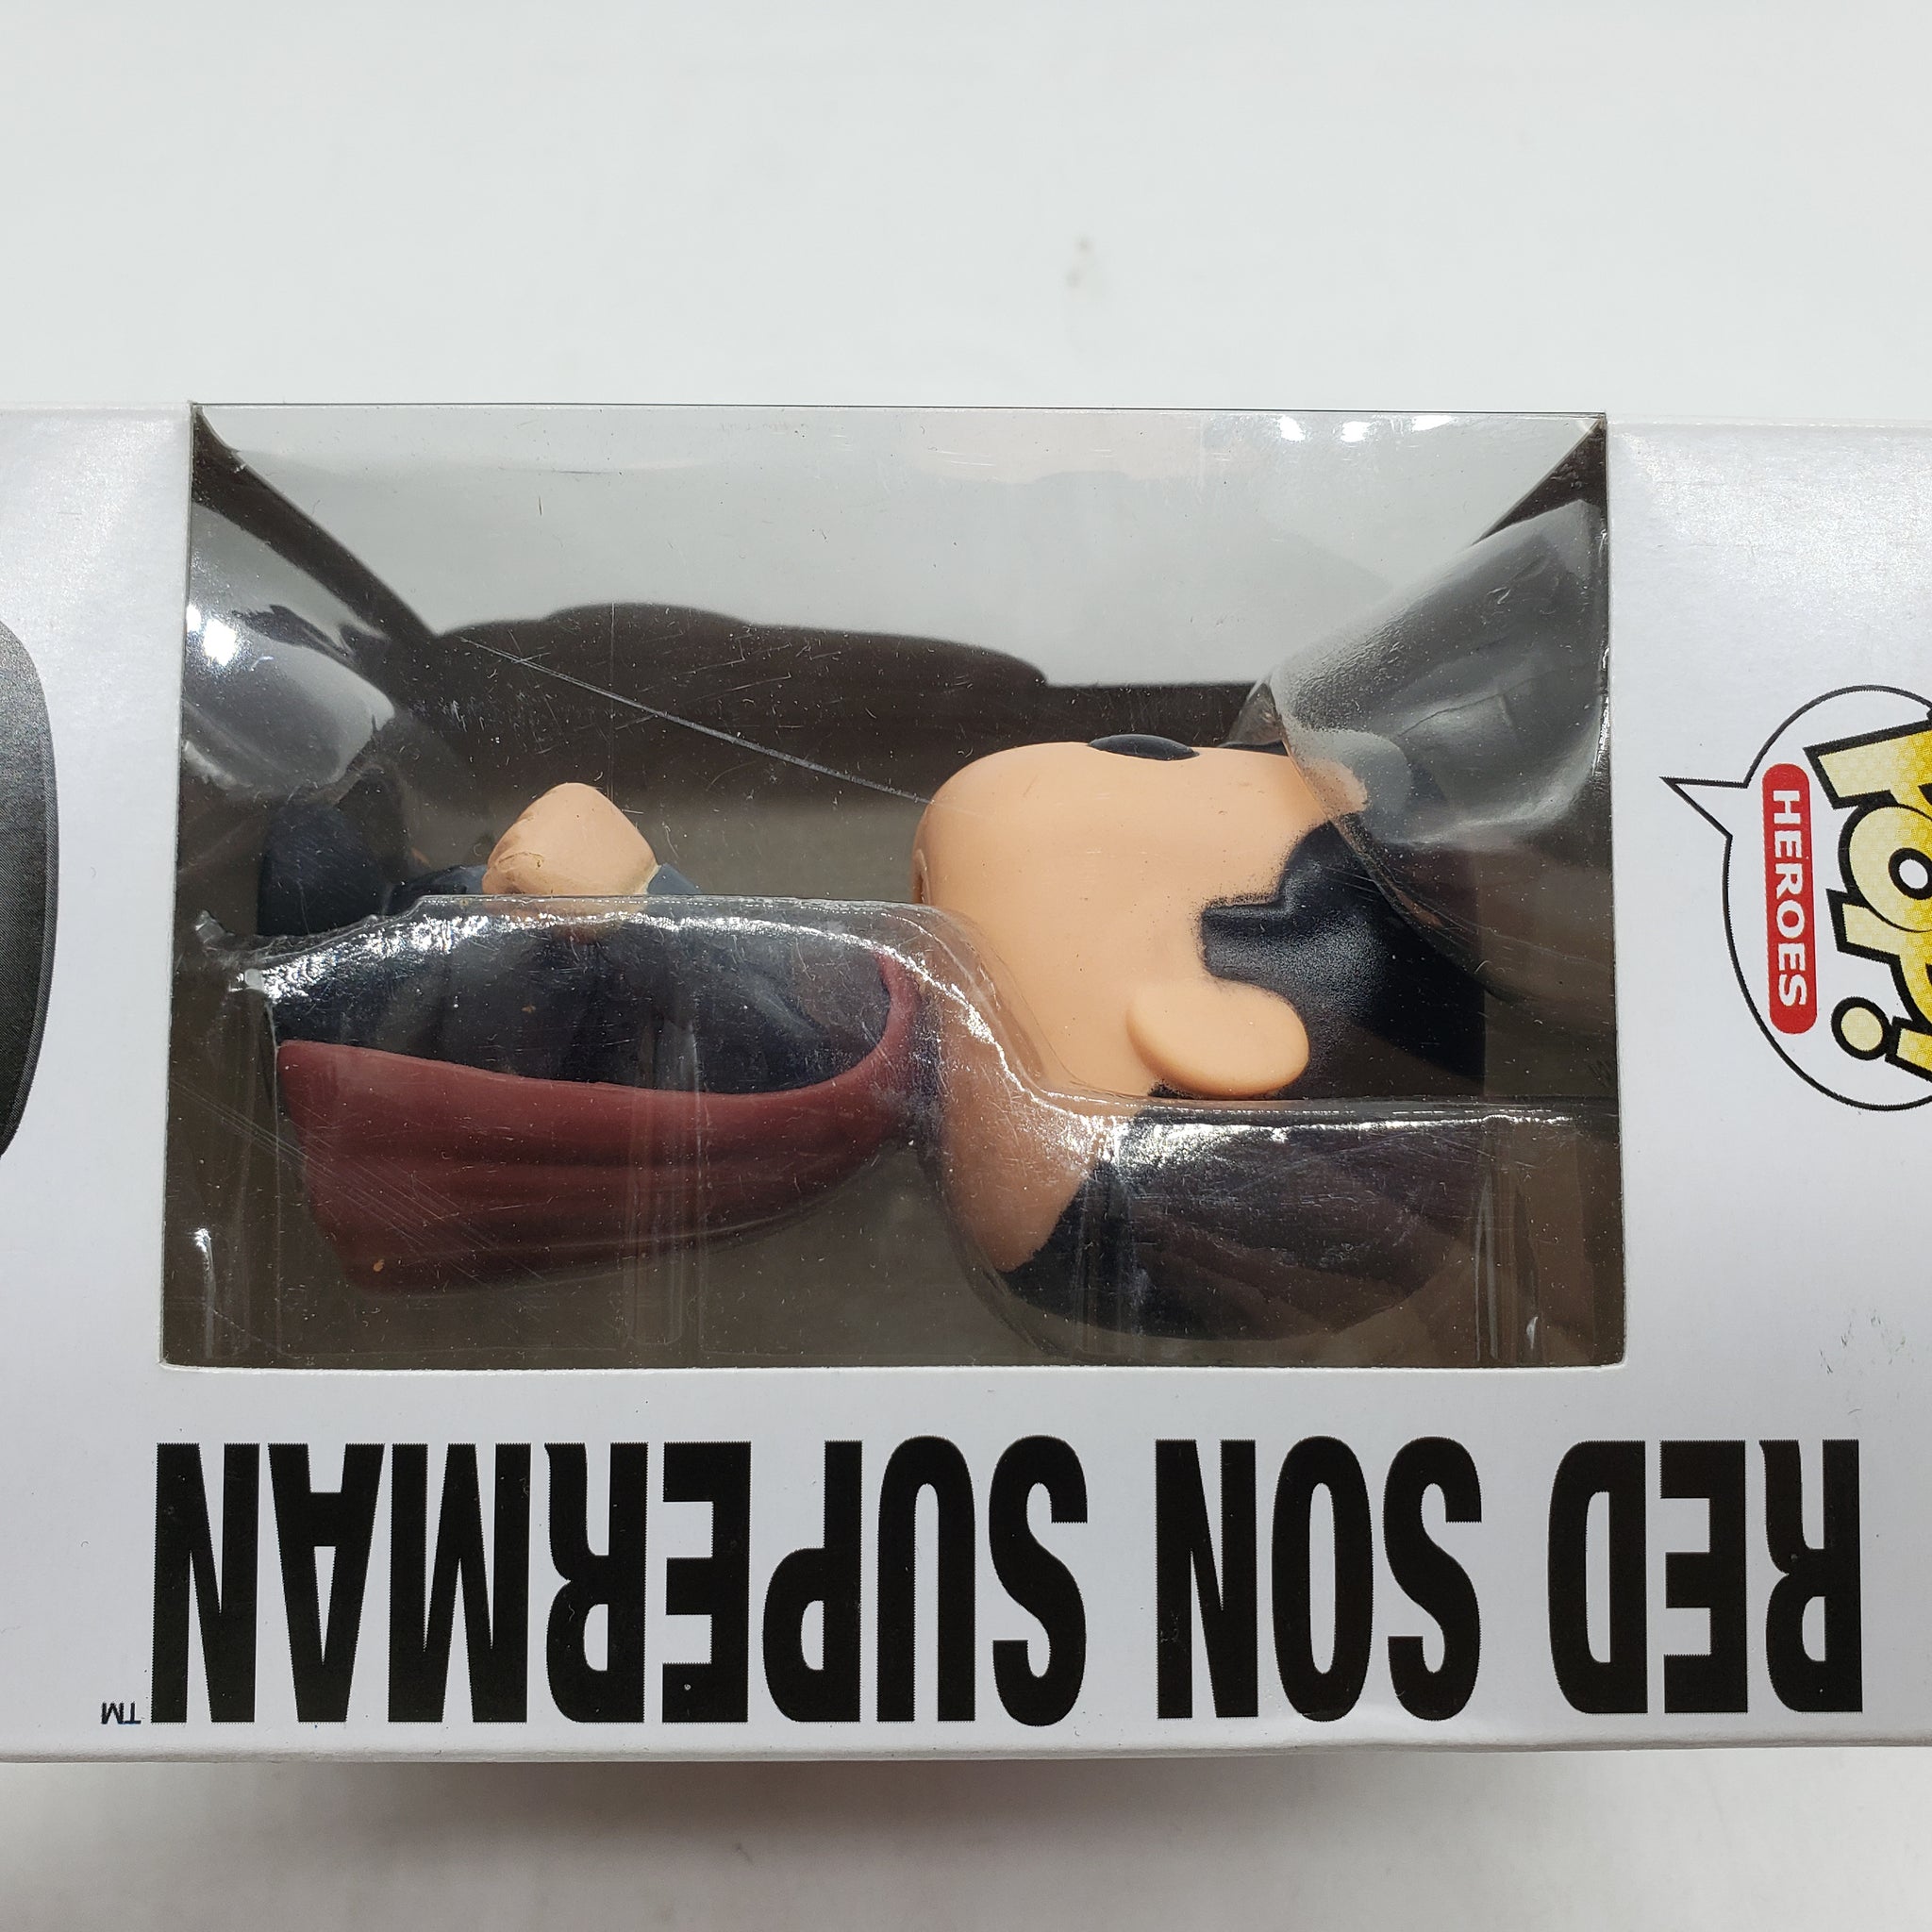 POP!
HEROES
RED SON SUPERMAN™